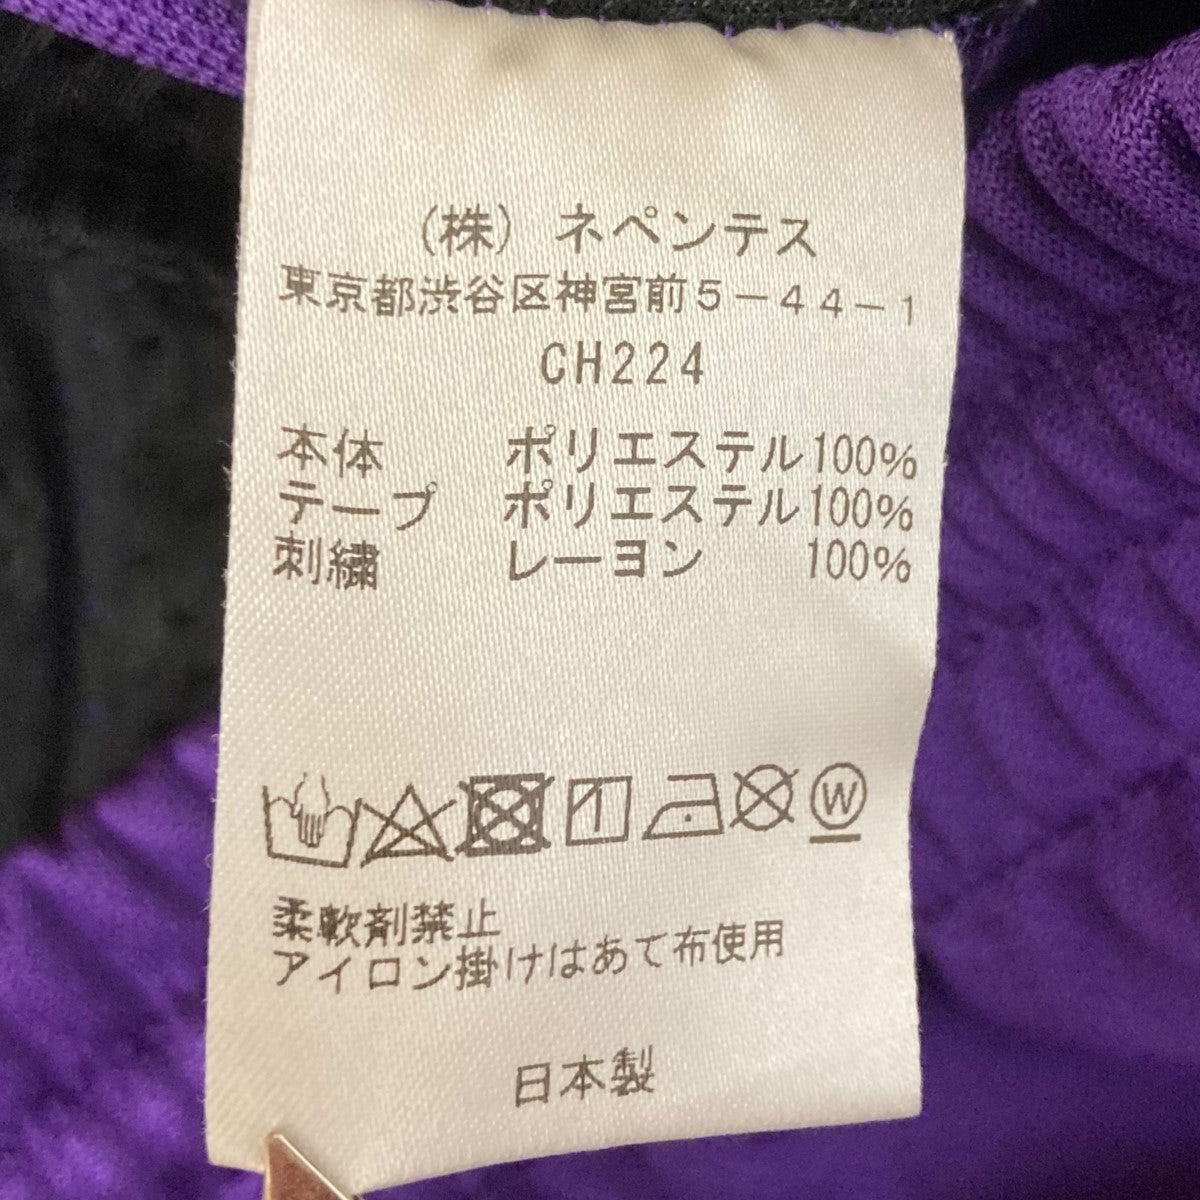 (株) ネペンテス
東京都渋谷区神宮前5-44-1
CH224
本体 ポリエステル100%
テープ ポリエステル100%
刺繍 レーヨン 100%
W
柔軟剤禁止
アイロン掛けはあて布使用
日本製